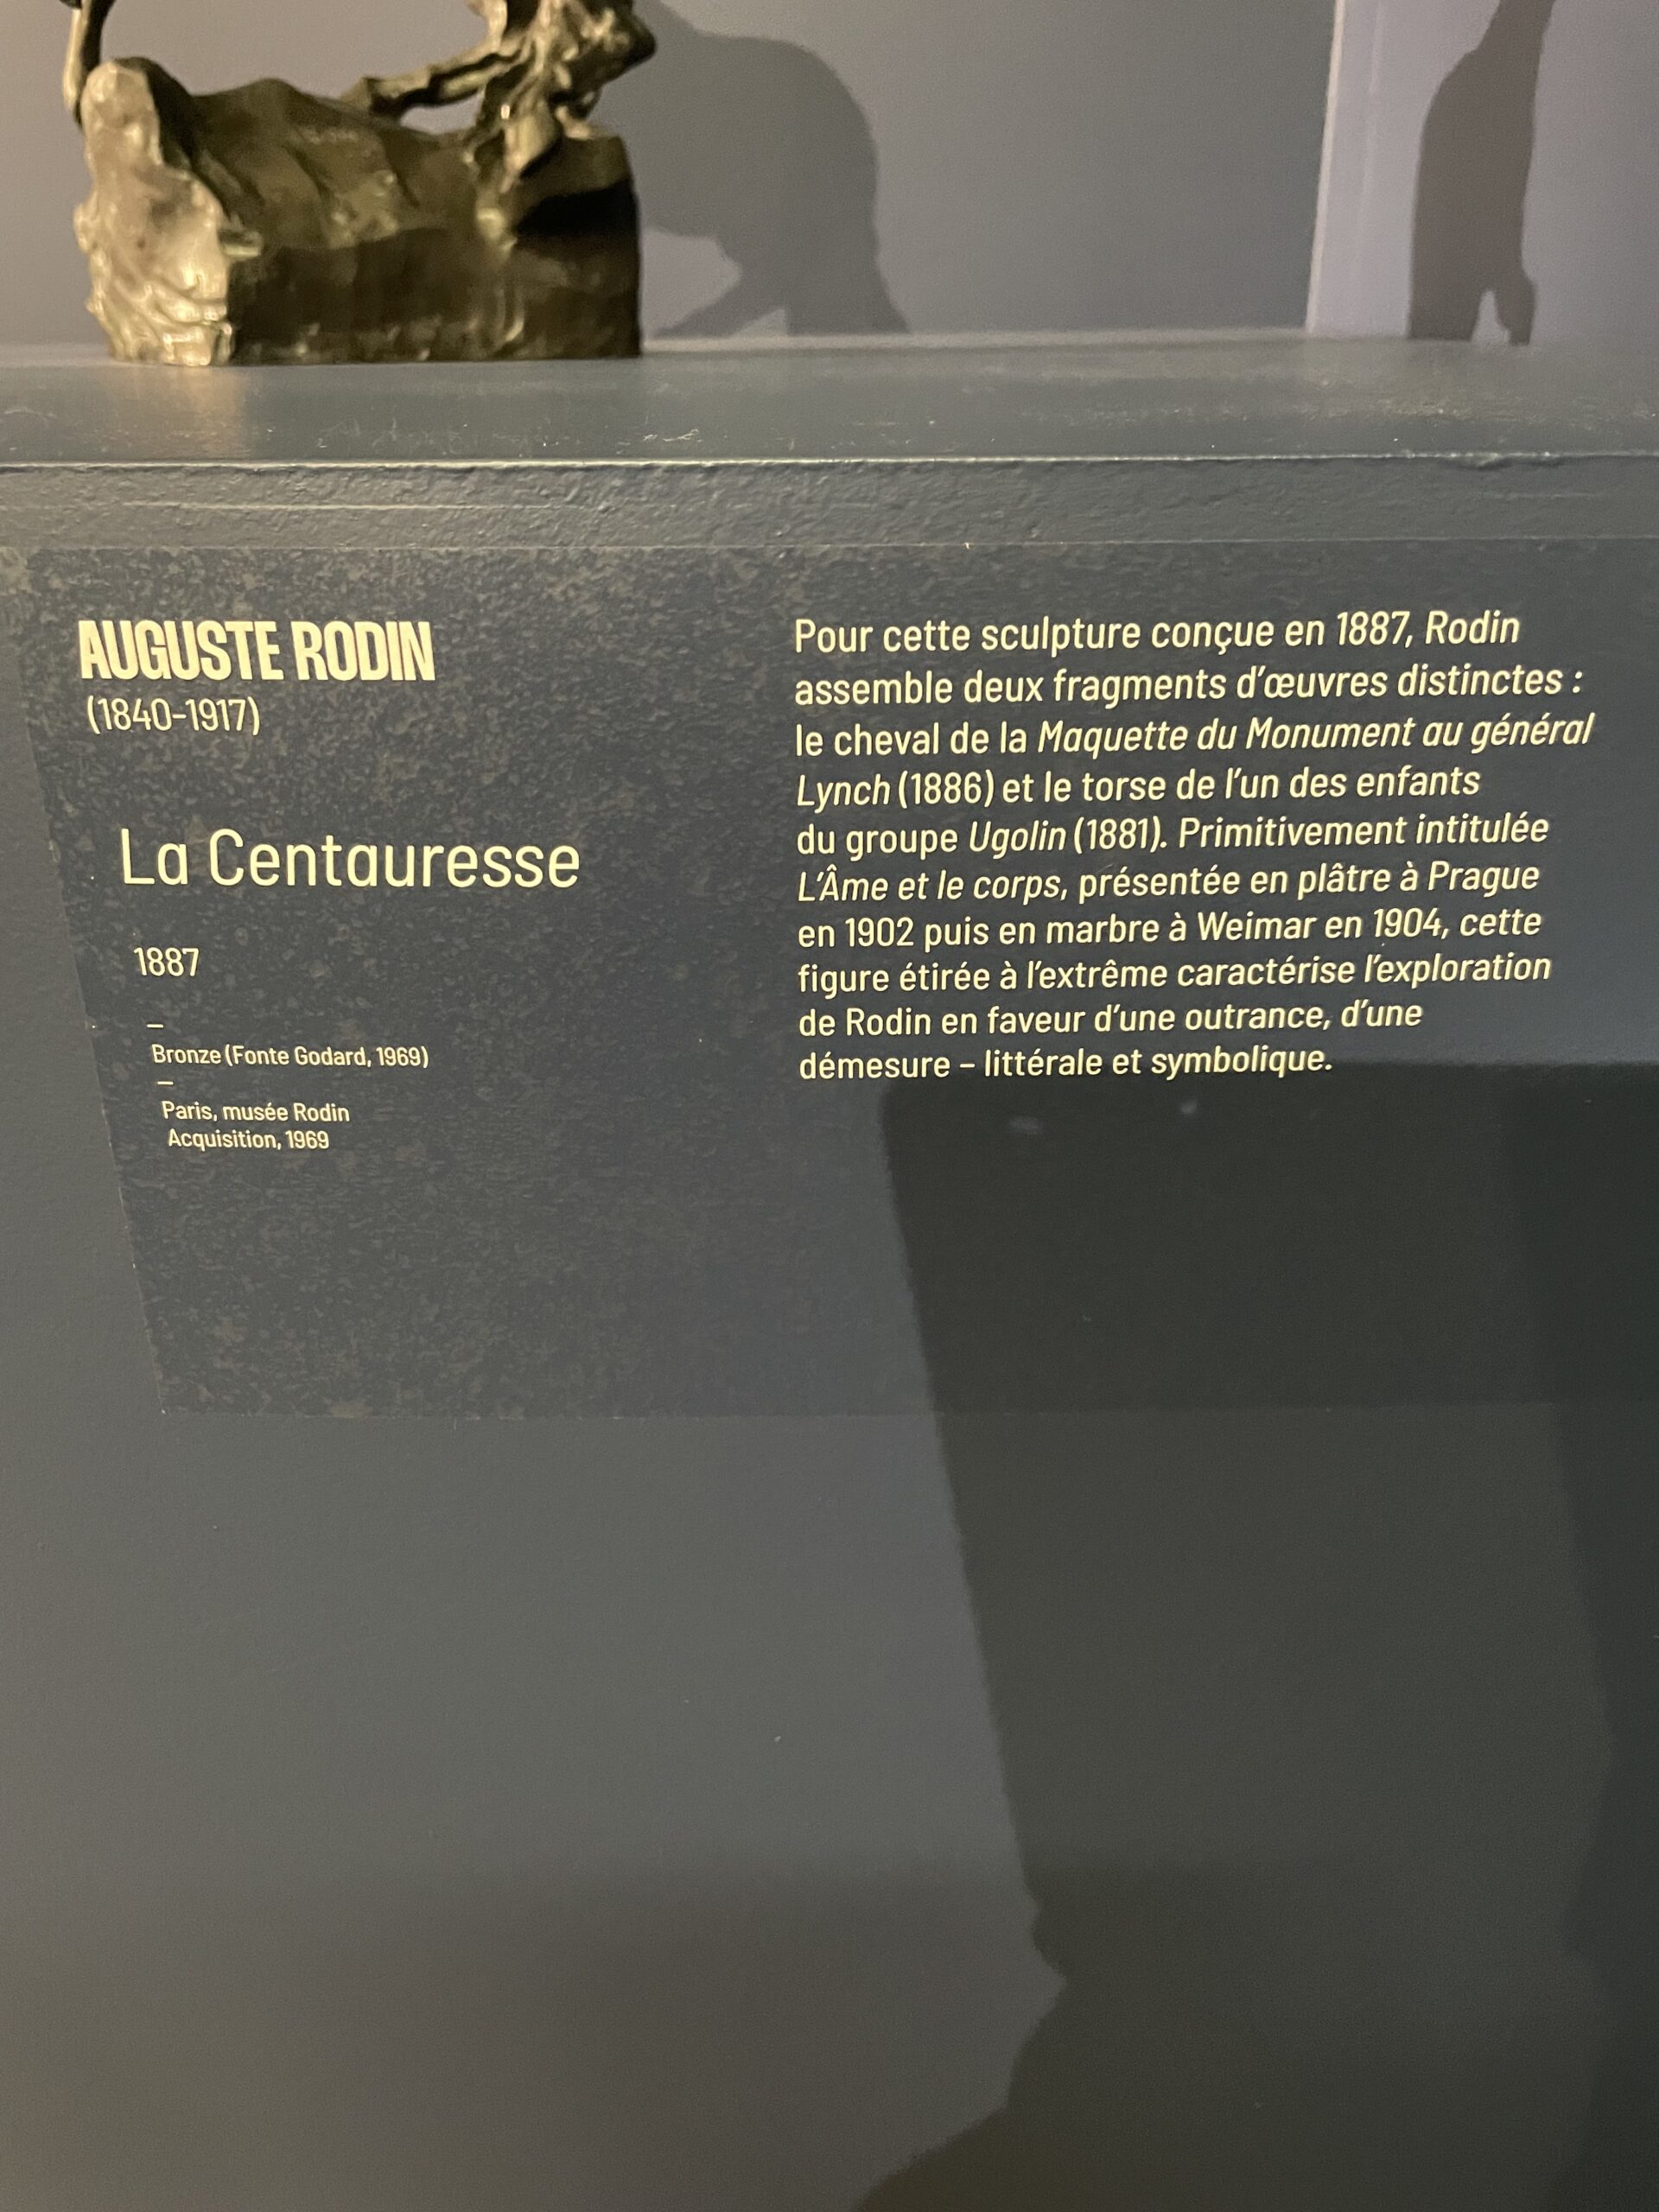 AUGUSTE RODIN
(1840-1917)
La Centauresse
1887
–
Bronze (Fonte Godard, 1969)
–
Paris, musée Rodin
Acquisition, 1969
Pour cette sculpture conçue en 1887, Rodin
assemble deux fragments d’œuvres distinctes :
le cheval de la Maquette du Monument au général
Lynch (1886) et le torse de l’un des enfants
du groupe Ugolin (1881). Primitivement intitulée
L’Âme et le corps, présentée en plâtre à Prague
en 1902 puis en marbre à Weimar en 1904, cette
figure étirée à l’extrême caractérise l’exploration
de Rodin en faveur d’une outrance, d’une
démesure – littérale et symbolique.